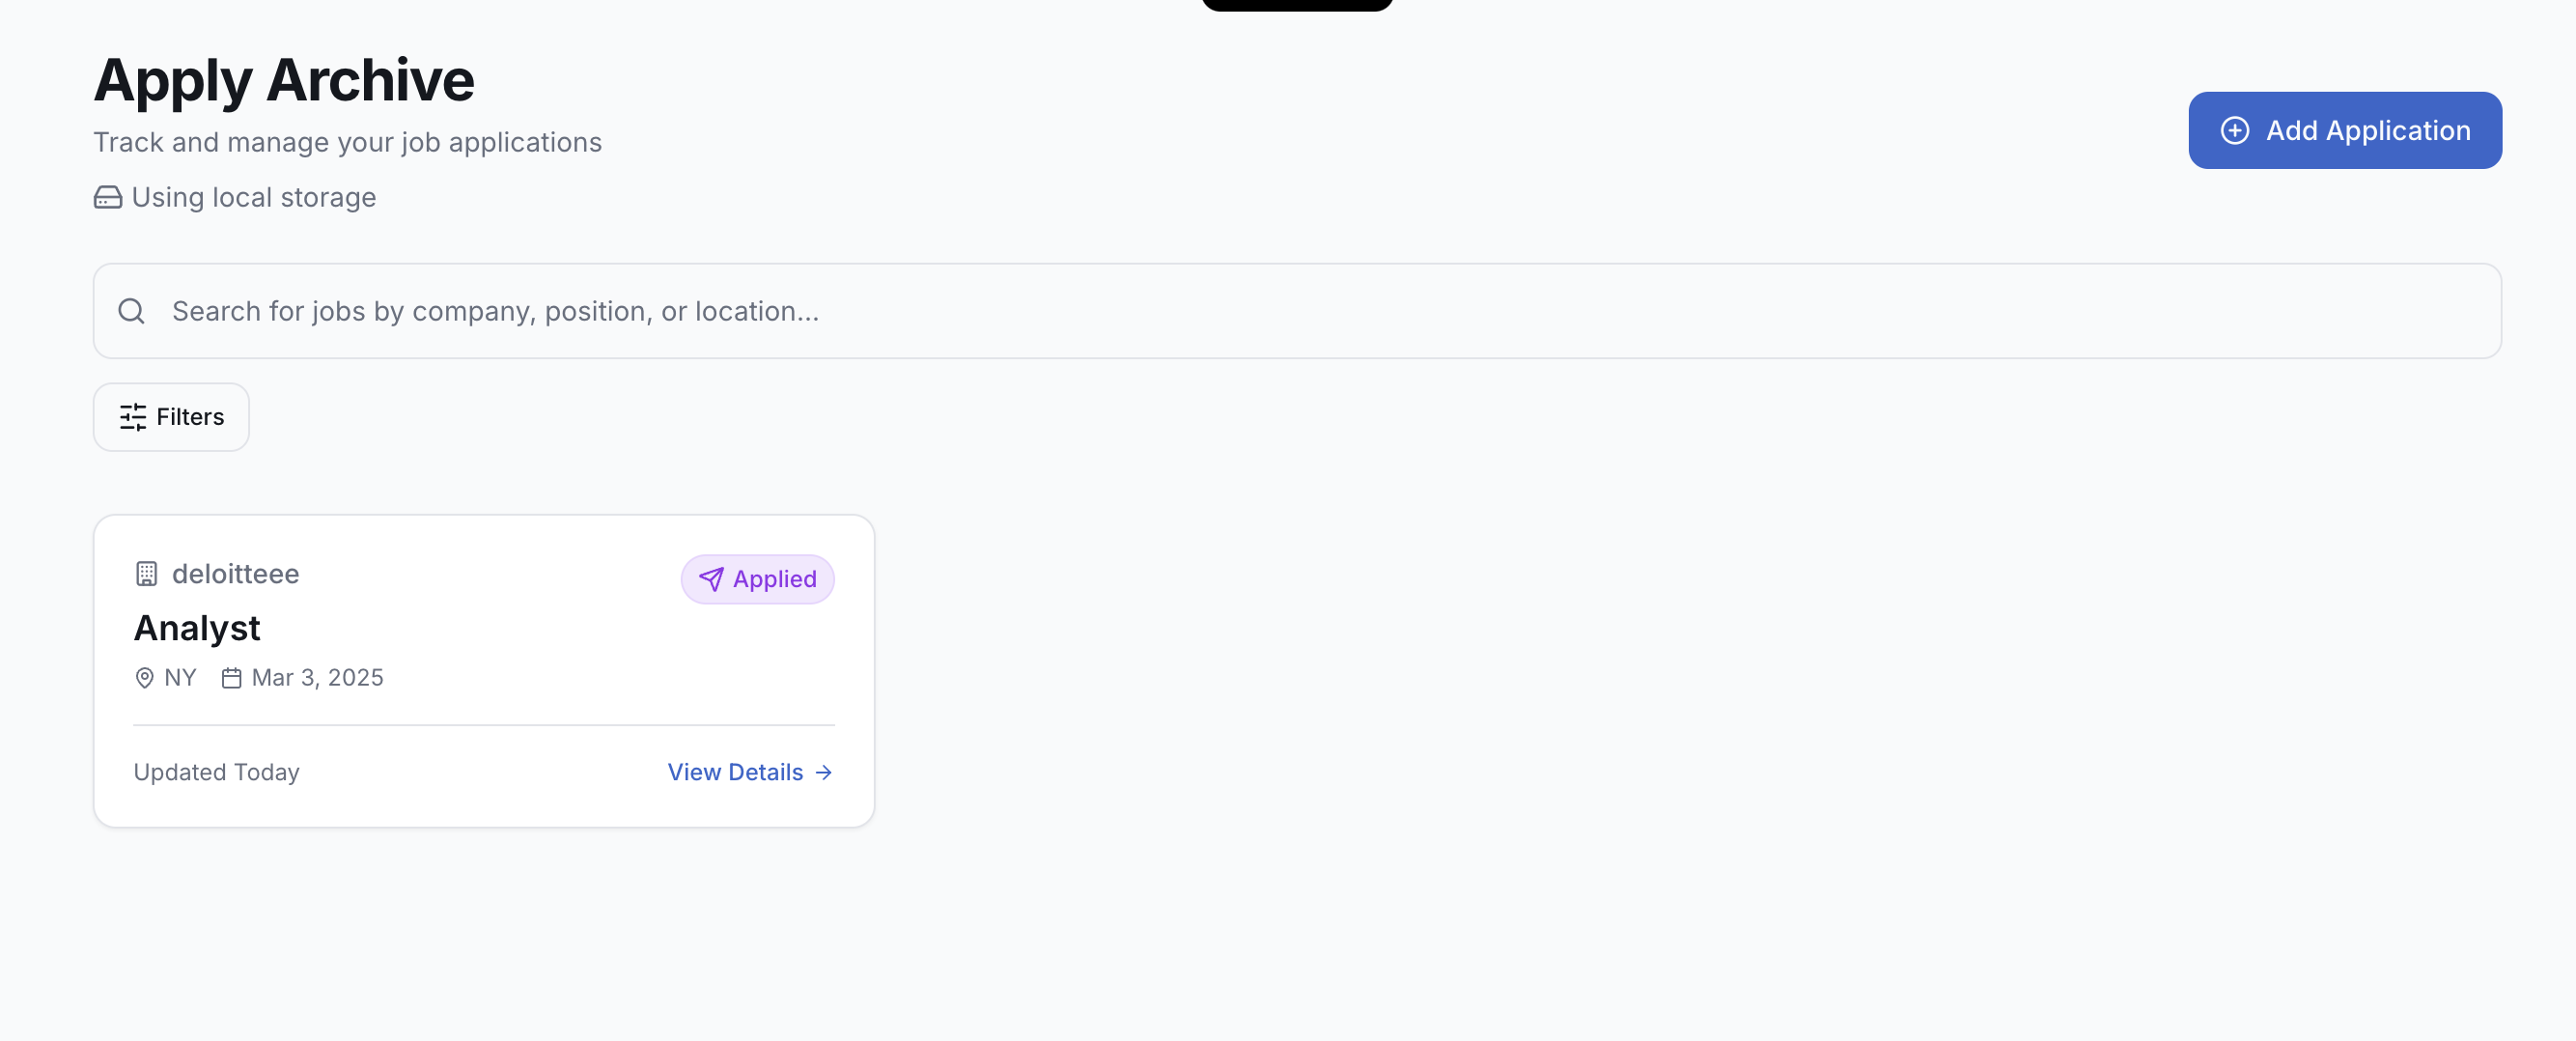 Apply Archive
Track and manage your job applications
Add Application
Using local storage
Search for jobs by company, position, or location...
Filters
deloitteee
Applied
Analyst
NY Mar 3, 2025
Updated Today
View Details →